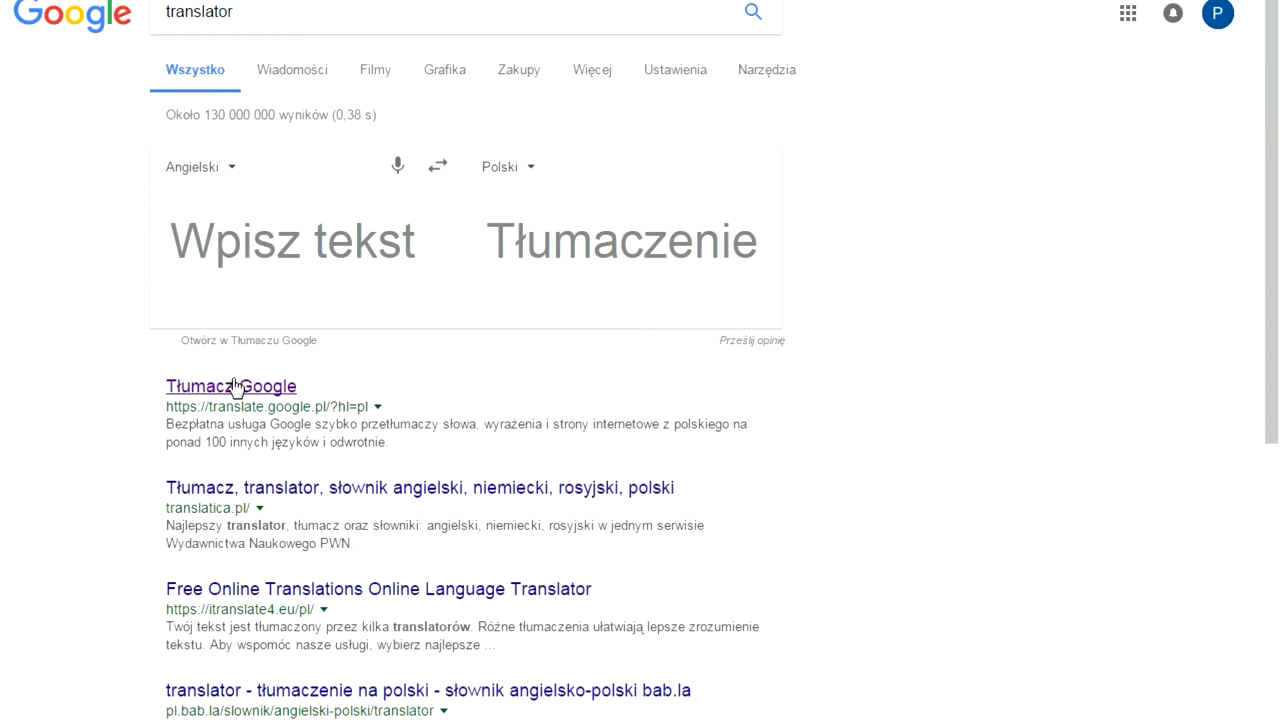 Google translator P
Wszystko Wiadomości Filmy Grafika Zakupy Więcej Ustawienia Narzędzia
Około 130 000 000 wyników (0,38 s)
Angielski Polski
Wpisz tekst Tłumaczenie
Otwórz w Tłumaczu Google Prześlij opinię
Tłumacz Google
https://translate.google.pl/?hl=pl
Bezpłatna usługa Google szybko przetłumaczy słowa, wyrażenia i strony internetowe z polskiego na
ponad 100 innych języków i odwrotnie.
Tłumacz, translator, słownik angielski, niemiecki, rosyjski, polski
translatica.pl/
Najlepszy translator, tłumacz oraz słowniki: angielski, niemiecki, rosyjski w jednym serwisie
Wydawnictwa Naukowego PWN.
Free Online Translations Online Language Translator
https://itranslate4.eu/pl/
Twój tekst jest tłumaczony przez kilka translatorów. Różne tłumaczenia ułatwiają lepsze zrozumienie
tekstu. Aby wspomóc nasze usługi, wybierz najlepsze ...
translator - tłumaczenie na polski - słownik angielsko-polski bab.la
pl.bab.la/slownik/angielski-polski/translator